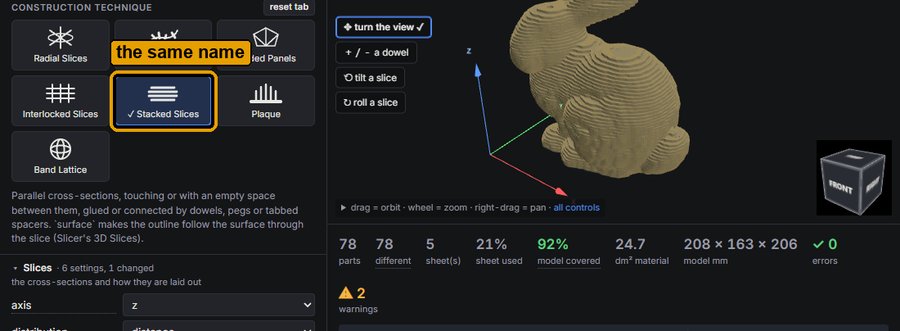 CONSTRUCTION TECHNIQUE
reset tab
Radial Slices
the same name
ded Panels
Interlocked Slices
✓ Stacked Slices
Plaque
Band Lattice
Parallel cross-sections, touching or with an empty space
between them, glued or connected by dowels, pegs or tabbed
spacers. `surface` makes the outline follow the surface through
the slice (Slicer's 3D Slices).
▾ Slices · 6 settings, 1 changed
the cross-sections and how they are laid out
axis
z
distribution
distance
✥ turn the view ✓
+ / - a dowel
⟲ tilt a slice
↻ roll a slice
z
FRONT
▶ drag = orbit · wheel = zoom · right-drag = pan · all controls
78 78 5 21% 92% 24.7 208 × 163 × 206 ✓ 0
parts different sheet(s) sheet used model covered dm² material model mm errors
⚠ 2
warnings